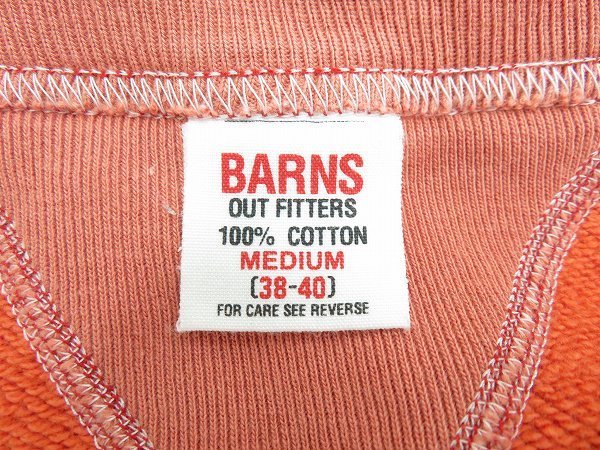 BARNS
OUT FITTERS
100% COTTON
MEDIUM
(38-40)
FOR CARE SEE REVERSE